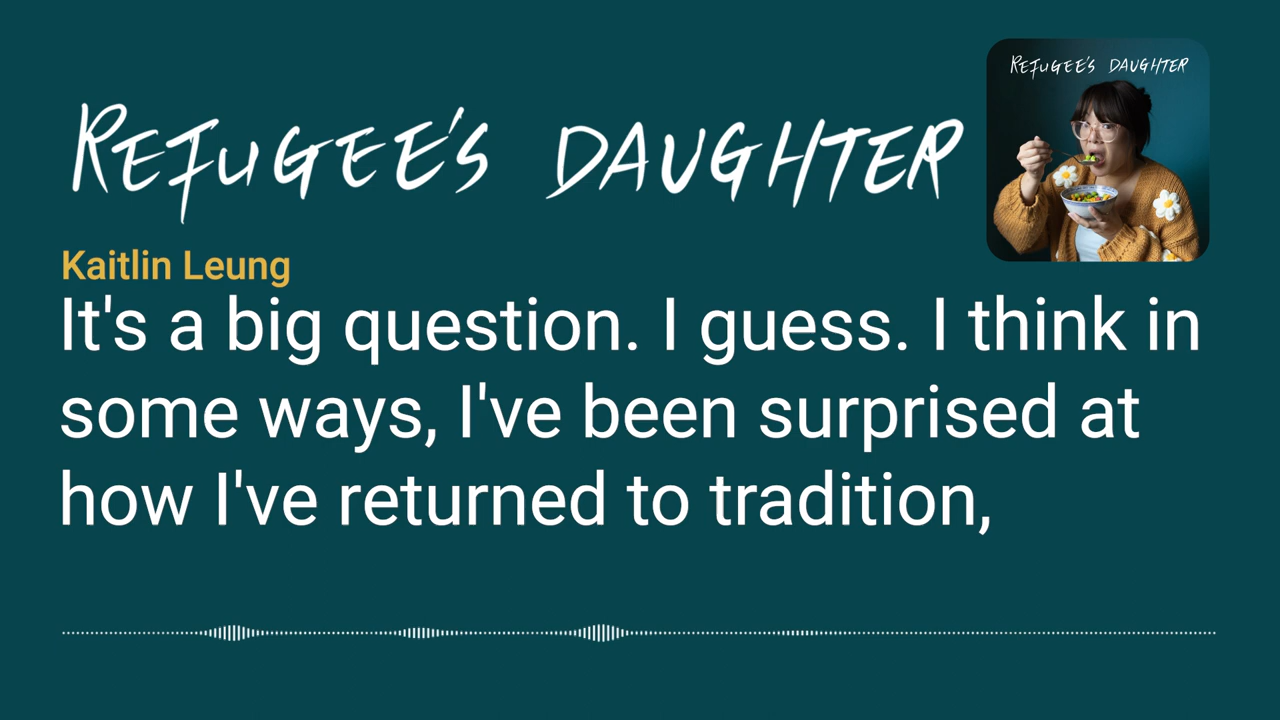 REFUGEE'S DAUGHTER
REFUGEE'S DAUGHTER
Kaitlin Leung
It's a big question. I guess. I think in
some ways, I've been surprised at
how I've returned to tradition,